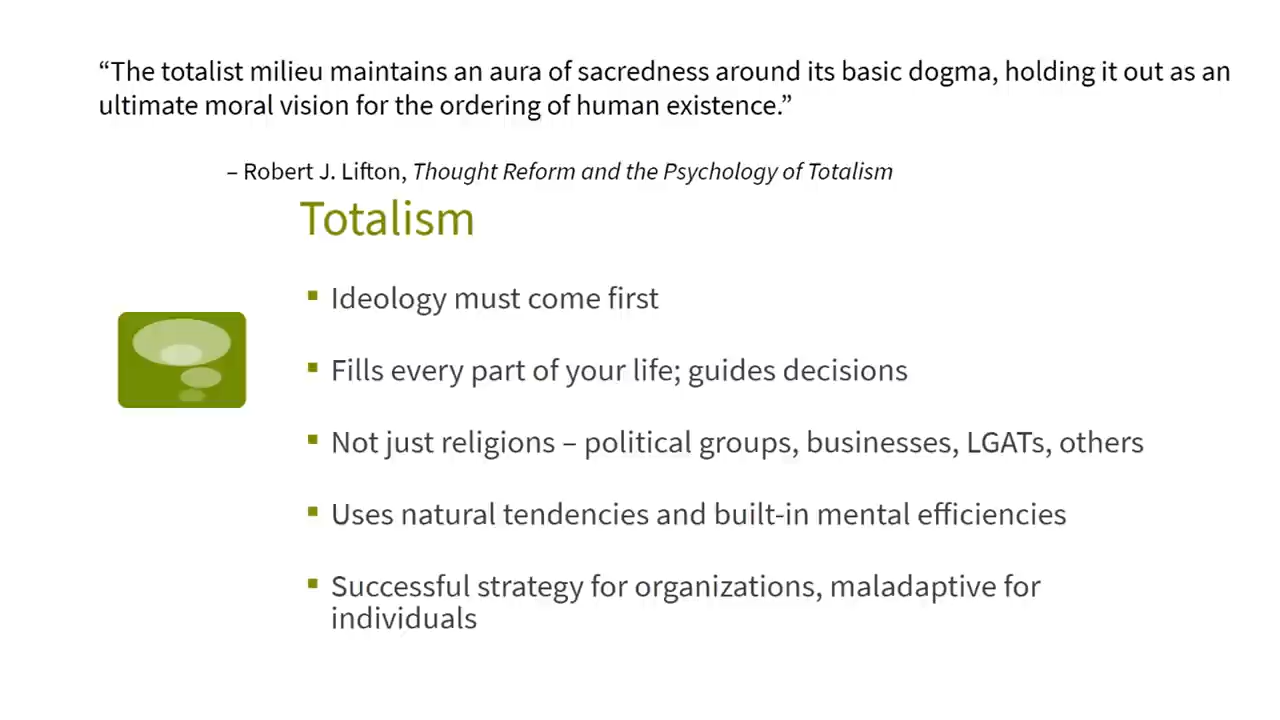 “The totalist milieu maintains an aura of sacredness around its basic dogma, holding it out as an
ultimate moral vision for the ordering of human existence.”
– Robert J. Lifton, Thought Reform and the Psychology of Totalism
Totalism
▪ Ideology must come first
▪ Fills every part of your life; guides decisions
▪ Not just religions – political groups, businesses, LGATs, others
▪ Uses natural tendencies and built-in mental efficiencies
▪ Successful strategy for organizations, maladaptive for
individuals